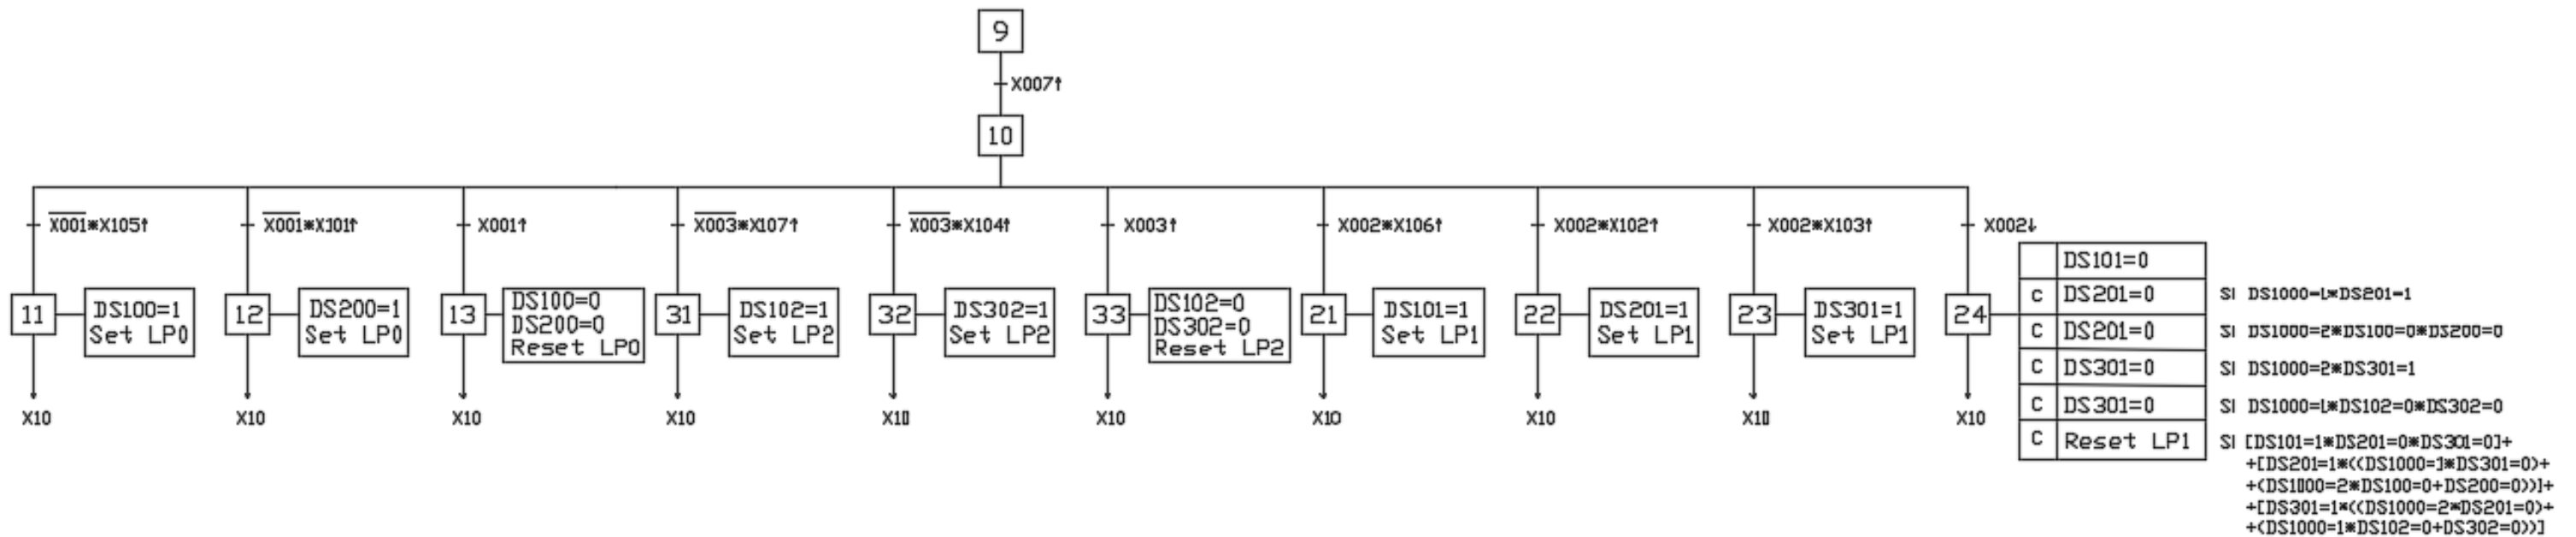 9
X007↑
10
X001*X105↑
X001*X101↑
X001↑
X003*X107↑
X003*X104↑
X003↑
X002*X106↑
X002*X102↑
X002*X103↑
X002↓
11
DS100=1
Set LP0
12
DS200=1
Set LP0
13
DS100=0
DS200=0
Reset LP0
31
DS102=1
Set LP2
32
DS302=1
Set LP2
33
DS102=0
DS302=0
Reset LP2
21
DS101=1
Set LP1
22
DS201=1
Set LP1
23
DS301=1
Set LP1
24
DS101=0
C DS201=0 SI DS1000=1*DS201=1
C DS201=0 SI DS1000=2*DS100=0*DS200=0
C DS301=0 SI DS1000=2*DS301=1
C DS301=0 SI DS1000=1*DS102=0*DS302=0
C Reset LP1 SI [DS101=1*DS201=0*DS301=0]+
+[DS201=1*((DS1000=1*DS301=0)+
+(DS1000=2*DS100=0+DS200=0))]+
+[DS301=1*((DS1000=2*DS201=0)+
+(DS1000=1*DS102=0+DS302=0))]
X10
X10
X10
X10
X10
X10
X10
X10
X10
X10